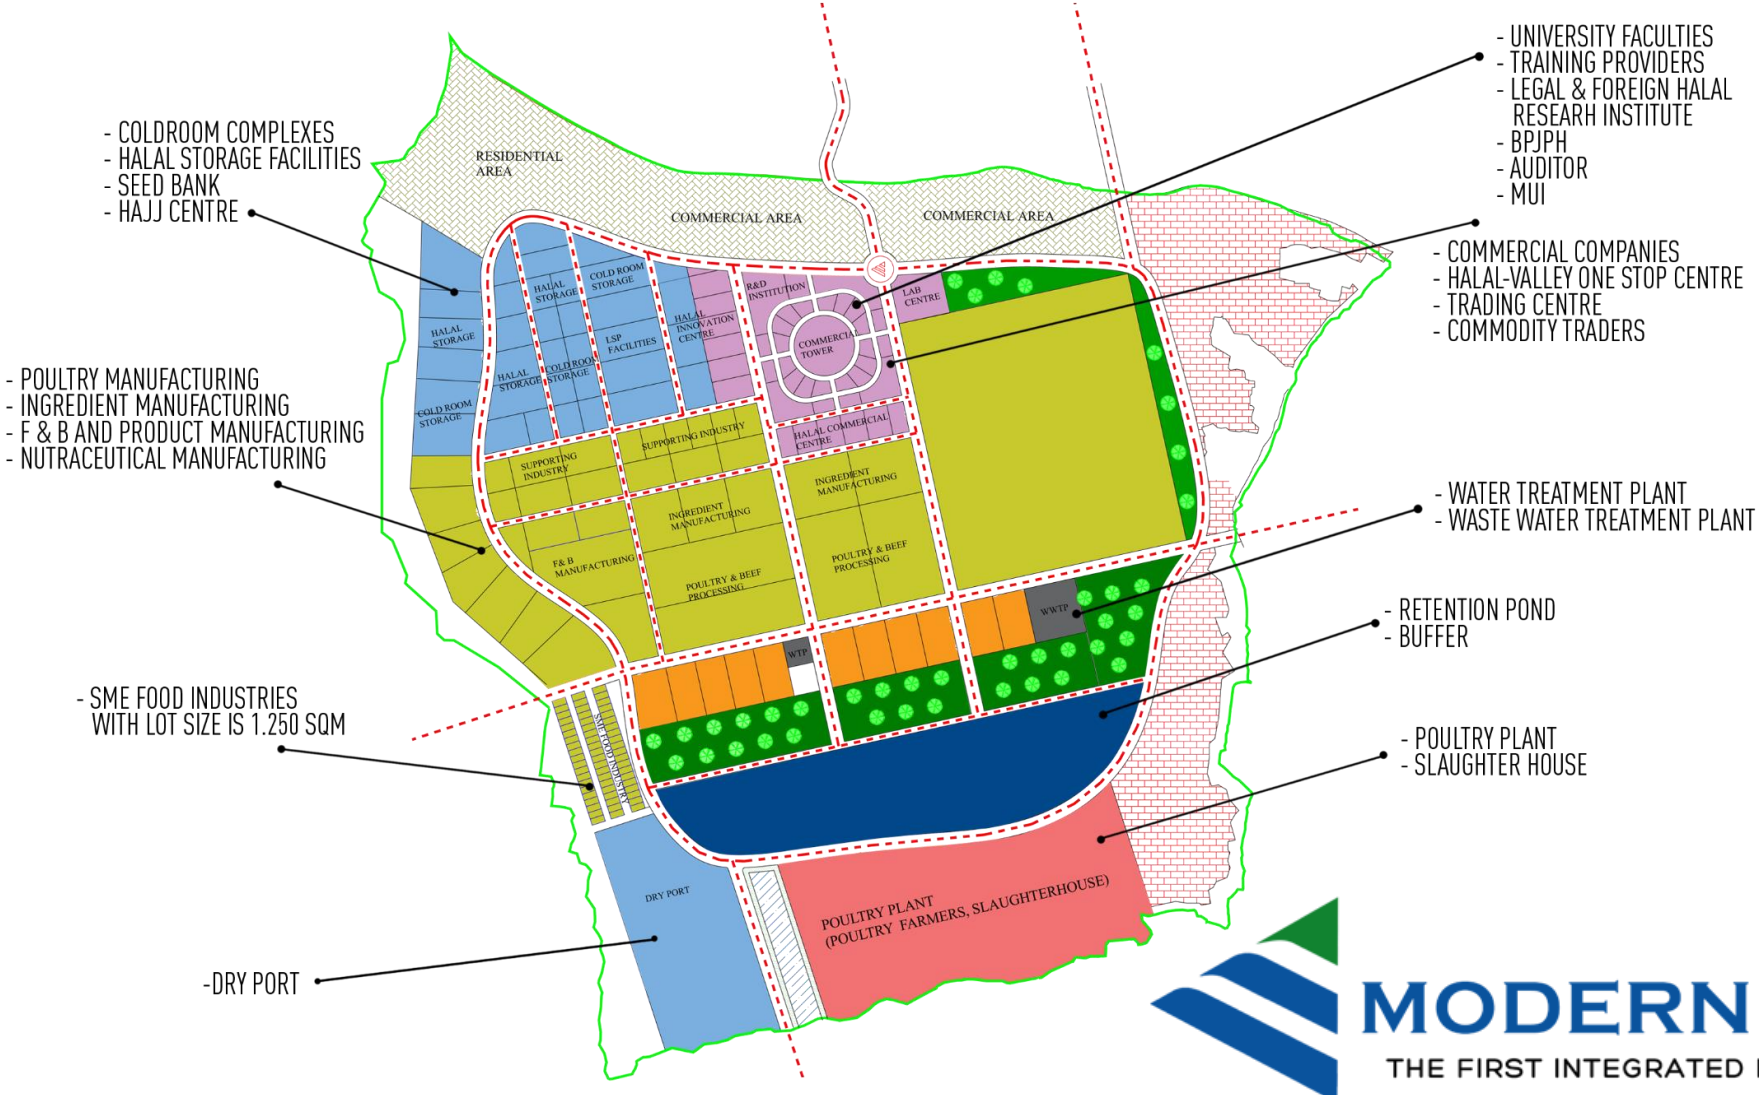 - UNIVERSITY FACULTIES
- TRAINING PROVIDERS
- LEGAL & FOREIGN HALAL
RESEARH INSTITUTE
- BPJPH
- AUDITOR
- MUI
- COLDROOM COMPLEXES
- HALAL STORAGE FACILITIES
- SEED BANK
- HAJJ CENTRE
- COMMERCIAL COMPANIES
- HALAL-VALLEY ONE STOP CENTRE
- TRADING CENTRE
- COMMODITY TRADERS
- POULTRY MANUFACTURING
- INGREDIENT MANUFACTURING
- F & B AND PRODUCT MANUFACTURING
- NUTRACEUTICAL MANUFACTURING
- WATER TREATMENT PLANT
- WASTE WATER TREATMENT PLANT
- RETENTION POND
- BUFFER
- SME FOOD INDUSTRIES
WITH LOT SIZE IS 1.250 SQM
- POULTRY PLANT
- SLAUGHTER HOUSE
-DRY PORT
RESIDENTIAL
AREA
COMMERCIAL AREA
COMMERCIAL AREA
HALAL
STORAGE
COLD ROOM
STORAGE
R&D
INSTITUTION
LAB
CENTRE
HALAL
STORAGE
LSP
FACILITIES
HALAL
INNOVATION
CENTRE
COMMERCIAL
TOWER
HALAL
STORAGE
COLD ROOM
STORAGE
COLD ROOM
STORAGE
SUPPORTING
INDUSTRY
SUPPORTING INDUSTRY
HALAL COMMERCIAL
CENTRE
INGREDIENT
MANUFACTURING
INGREDIENT
MANUFACTURING
F& B
MANUFACTURING
POULTRY & BEEF
PROCESSING
POULTRY & BEEF
PROCESSING
WTP
WWTP
SME FOOD INDUSTRY
DRY PORT
POULTRY PLANT
(POULTRY FARMERS, SLAUGHTERHOUSE)
MODERN
THE FIRST INTEGRATED